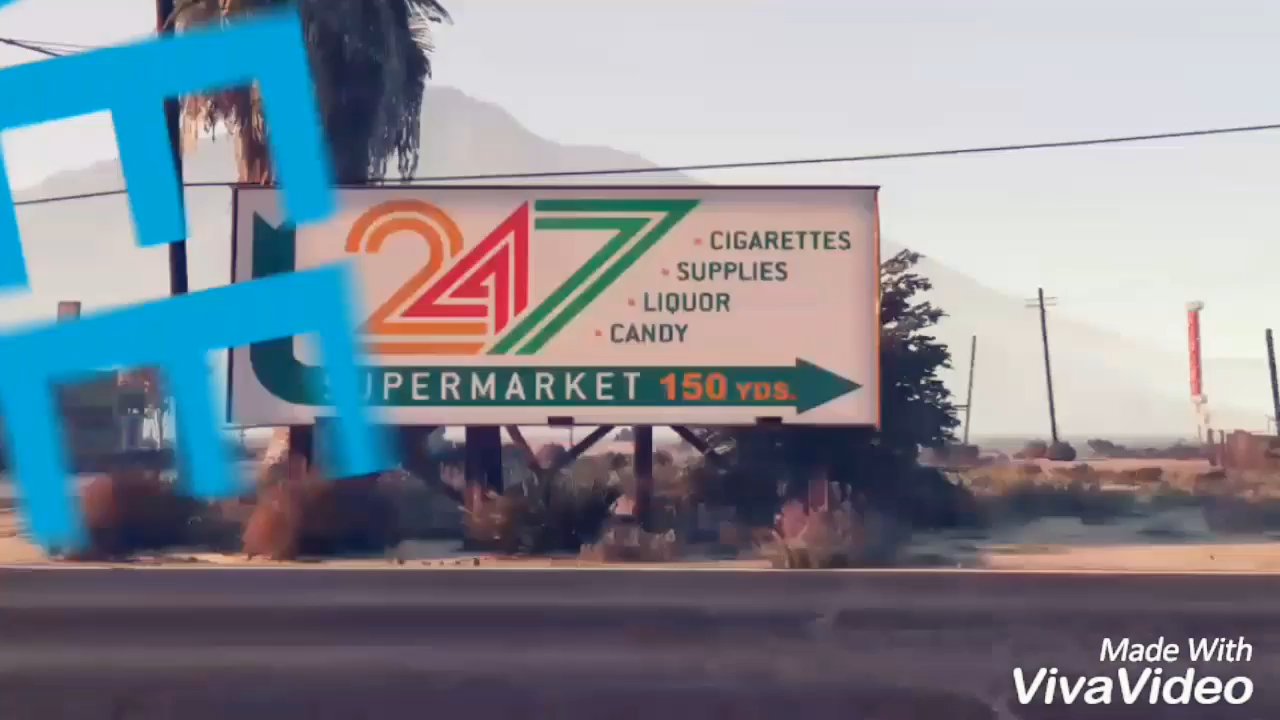 247
CIGARETTES
SUPPLIES
LIQUOR
CANDY
SUPERMARKET 150 YDS.
Made With
VivaVideo